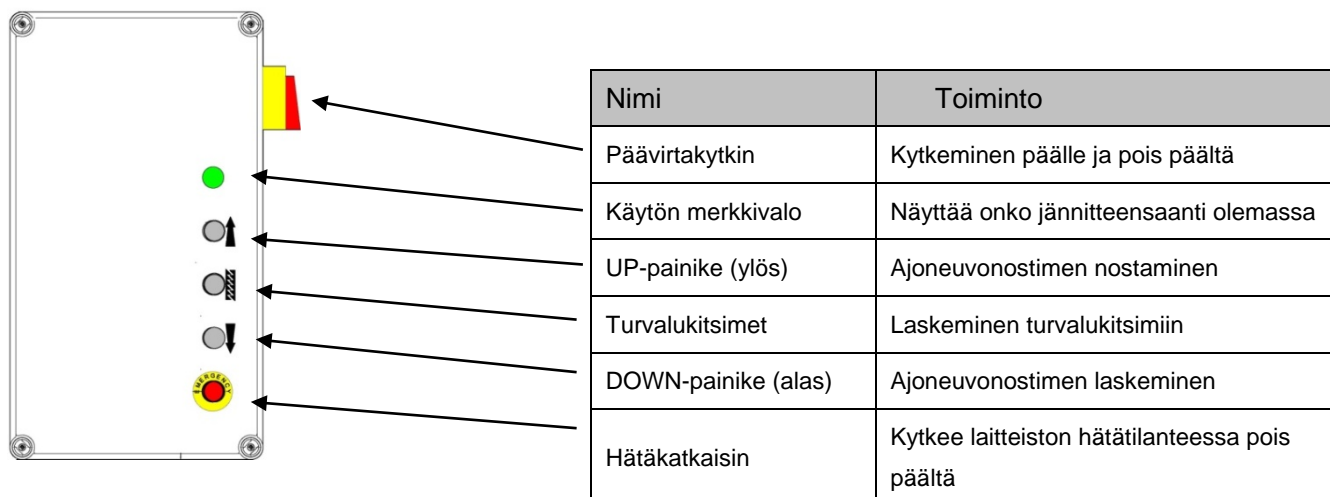 Nimi Toiminto
Päävirtakytkin Kytkeminen päälle ja pois päältä
Käytön merkkivalo Näyttää onko jännitteensaanti olemassa
UP-painike (ylös) Ajoneuvonostimen nostaminen
Turvalukitsimet Laskeminen turvalukitsimiin
DOWN-painike (alas) Ajoneuvonostimen laskeminen
Hätäkatkaisin Kytkee laitteiston hätätilanteessa pois
päältä
EMERGENCY